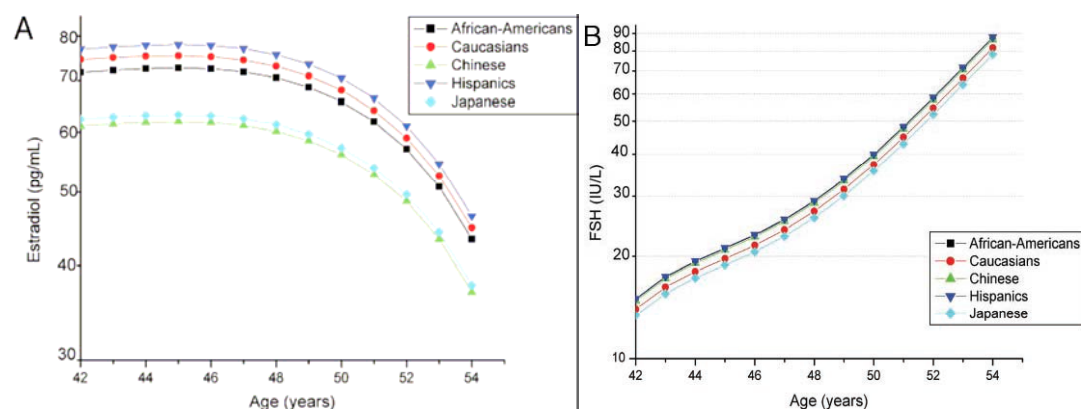 A
80
70
60
50
40
30
Estradiol (pg/mL)
42 44 46 48 50 52 54
Age (years)
African-Americans
Caucasians
Chinese
Hispanics
Japanese
B
90
80
70
60
50
40
30
20
10
FSH (IU/L)
42 44 46 48 50 52 54
Age (years)
African-Americans
Caucasians
Chinese
Hispanics
Japanese